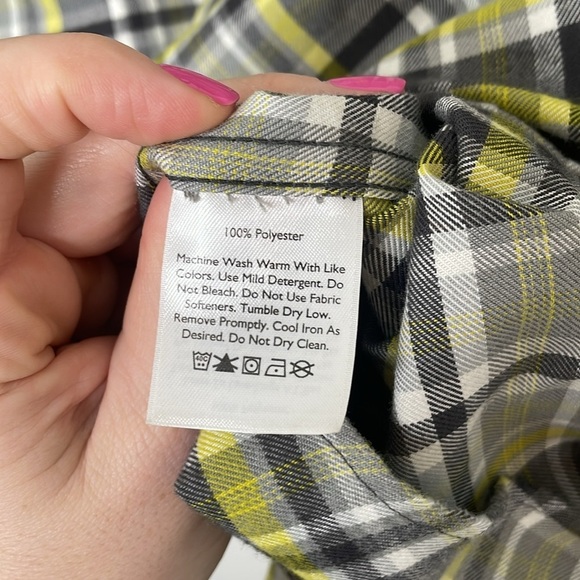 100% Polyester
Machine Wash Warm With Like
Colors. Use Mild Detergent. Do
Not Bleach. Do Not Use Fabric
Softeners. Tumble Dry Low.
Remove Promptly. Cool Iron As
Desired. Do Not Dry Clean.
40C